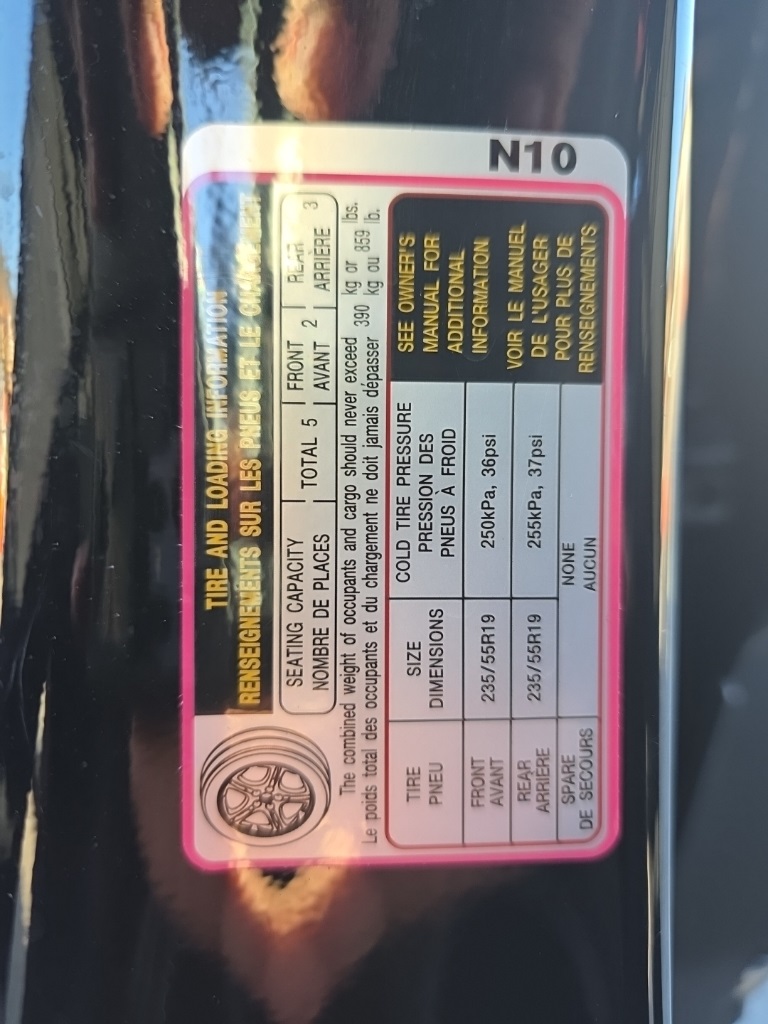 N10
TIRE AND LOADING INFORMATION
RENSEIGNEMENTS SUR LES PNEUS ET LE CHARGEMENT
SEATING CAPACITY
NOMBRE DE PLACES
TOTAL 5
FRONT
AVANT 2
REAR
ARRIÈRE 3
The combined weight of occupants and cargo should never exceed 390 kg or 859 lbs.
Le poids total des occupants et du chargement ne doit jamais dépasser 390 kg ou 859 lb.
TIRE
PNEU
SIZE
DIMENSIONS
COLD TIRE PRESSURE
PRESSION DES
PNEUS À FROID
FRONT
AVANT
235/55R19
250kPa, 36psi
REAR
ARRIÈRE
235/55R19
255kPa, 37psi
SPARE
DE SECOURS
NONE
AUCUN
SEE OWNER'S
MANUAL FOR
ADDITIONAL
INFORMATION
VOIR LE MANUEL
DE L'USAGER
POUR PLUS DE
RENSEIGNEMENTS